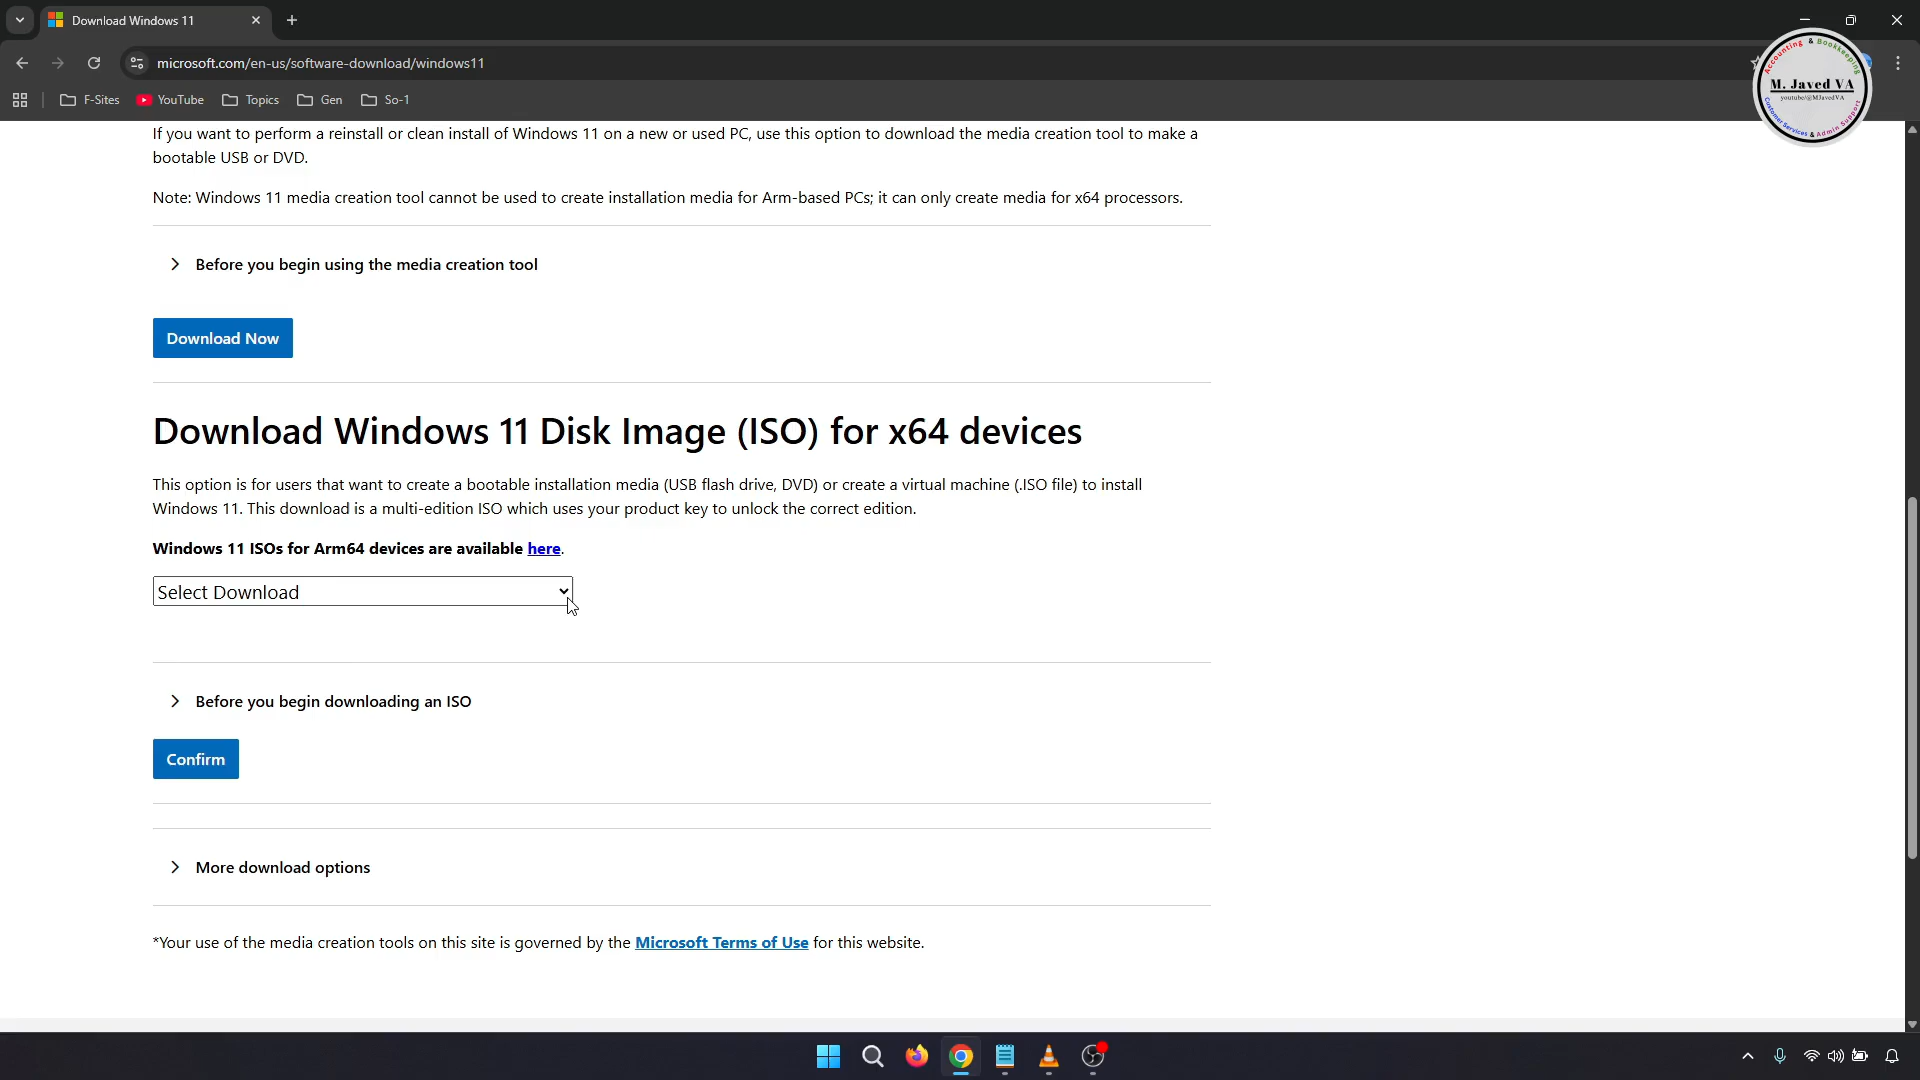 Download Windows 11
microsoft.com/en-us/software-download/windows11
F-Sites
YouTube
Topics
Gen
So-1
Accounting & Bookkeeping
M. Javed VA
youtube/@MJavedVA
Customer Services & Admin Support
If you want to perform a reinstall or clean install of Windows 11 on a new or used PC, use this option to download the media creation tool to make a
bootable USB or DVD.
Note: Windows 11 media creation tool cannot be used to create installation media for Arm-based PCs; it can only create media for x64 processors.
Before you begin using the media creation tool
Download Now
Download Windows 11 Disk Image (ISO) for x64 devices
This option is for users that want to create a bootable installation media (USB flash drive, DVD) or create a virtual machine (.ISO file) to install
Windows 11. This download is a multi-edition ISO which uses your product key to unlock the correct edition.
Windows 11 ISOs for Arm64 devices are available here.
Select Download
Before you begin downloading an ISO
Confirm
More download options
*Your use of the media creation tools on this site is governed by the Microsoft Terms of Use for this website.